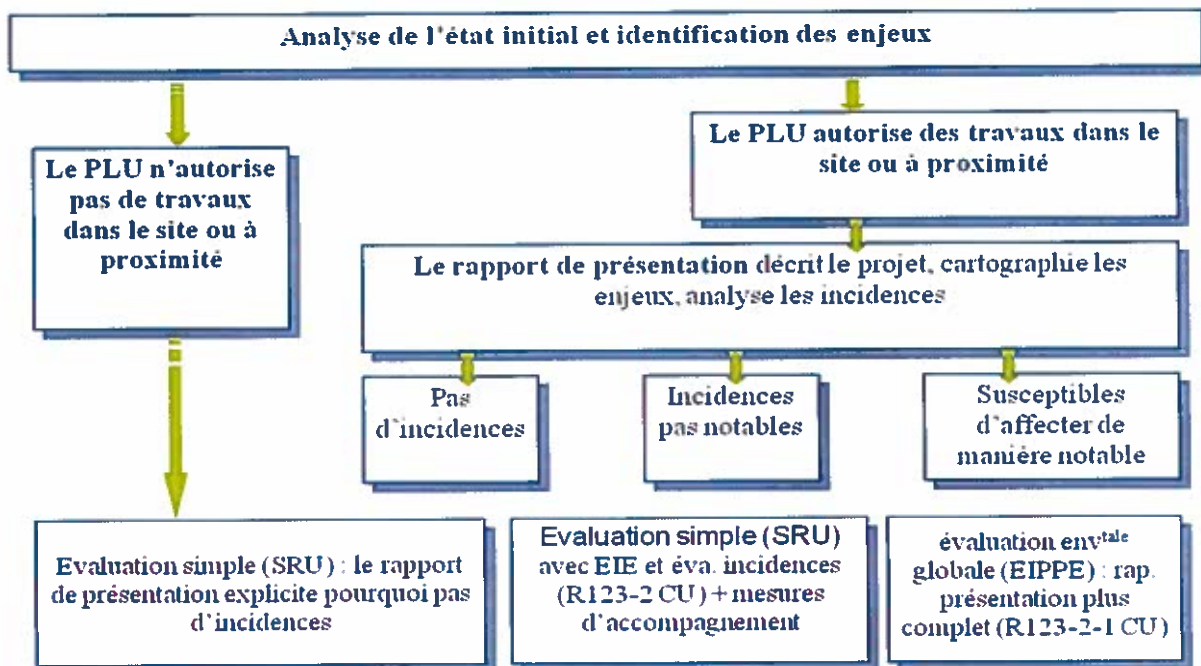 Analyse de l'état initial et identification des enjeux
Le PLU n'autorise
pas de travaux
dans le site ou à
proximité
Le PLU autorise des travaux dans le
site ou à proximité
Le rapport de présentation décrit le projet, cartographie les
enjeux, analyse les incidences
Pas
d'incidences
Incidences
pas notables
Susceptibles
d'affecter de
manière notable
Evaluation simple (SRU) : le rapport
de présentation explicite pourquoi pas
d'incidences
Evaluation simple (SRU)
avec EIE et éva. incidences
(R123-2 CU) + mesures
d'accompagnement
évaluation env^tale
globale (EIPPE) : rap.
présentation plus
complet (R123-2-1 CU)